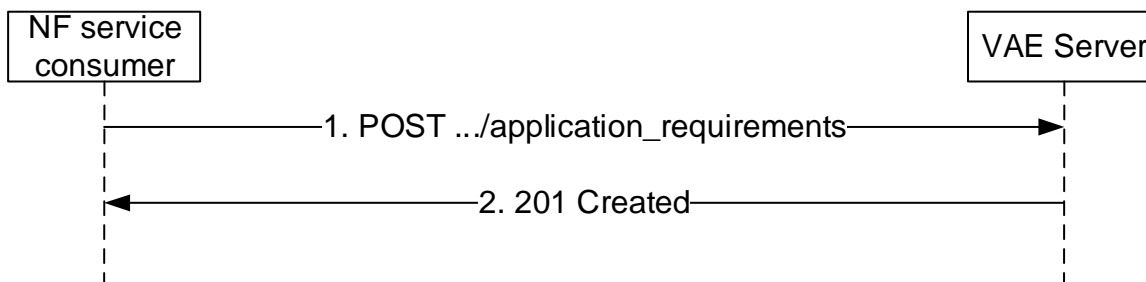 NF service
consumer
VAE Server
1. POST .../application_requirements
2. 201 Created